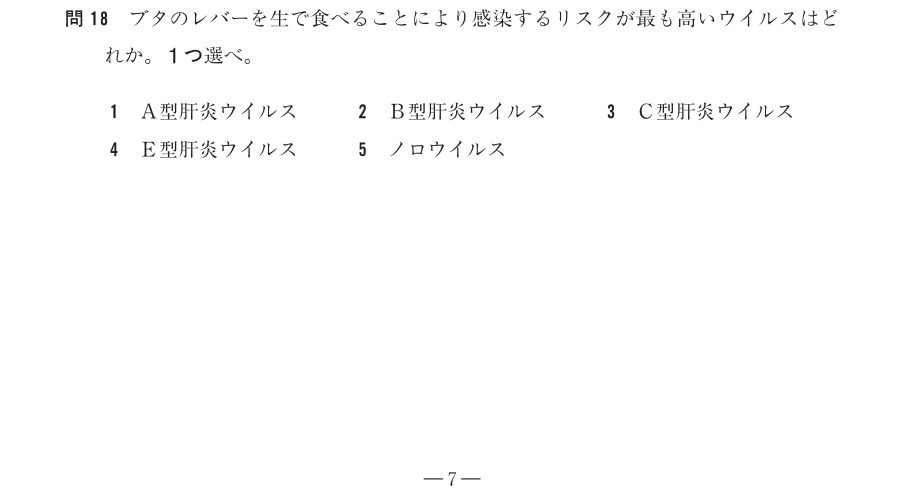 問18　ブタのレバーを生で食べることにより感染するリスクが最も高いウイルスはど
れか。1つ選べ。
1　A型肝炎ウイルス　2　B型肝炎ウイルス　3　C型肝炎ウイルス
4　E型肝炎ウイルス　5　ノロウイルス
― 7 ―